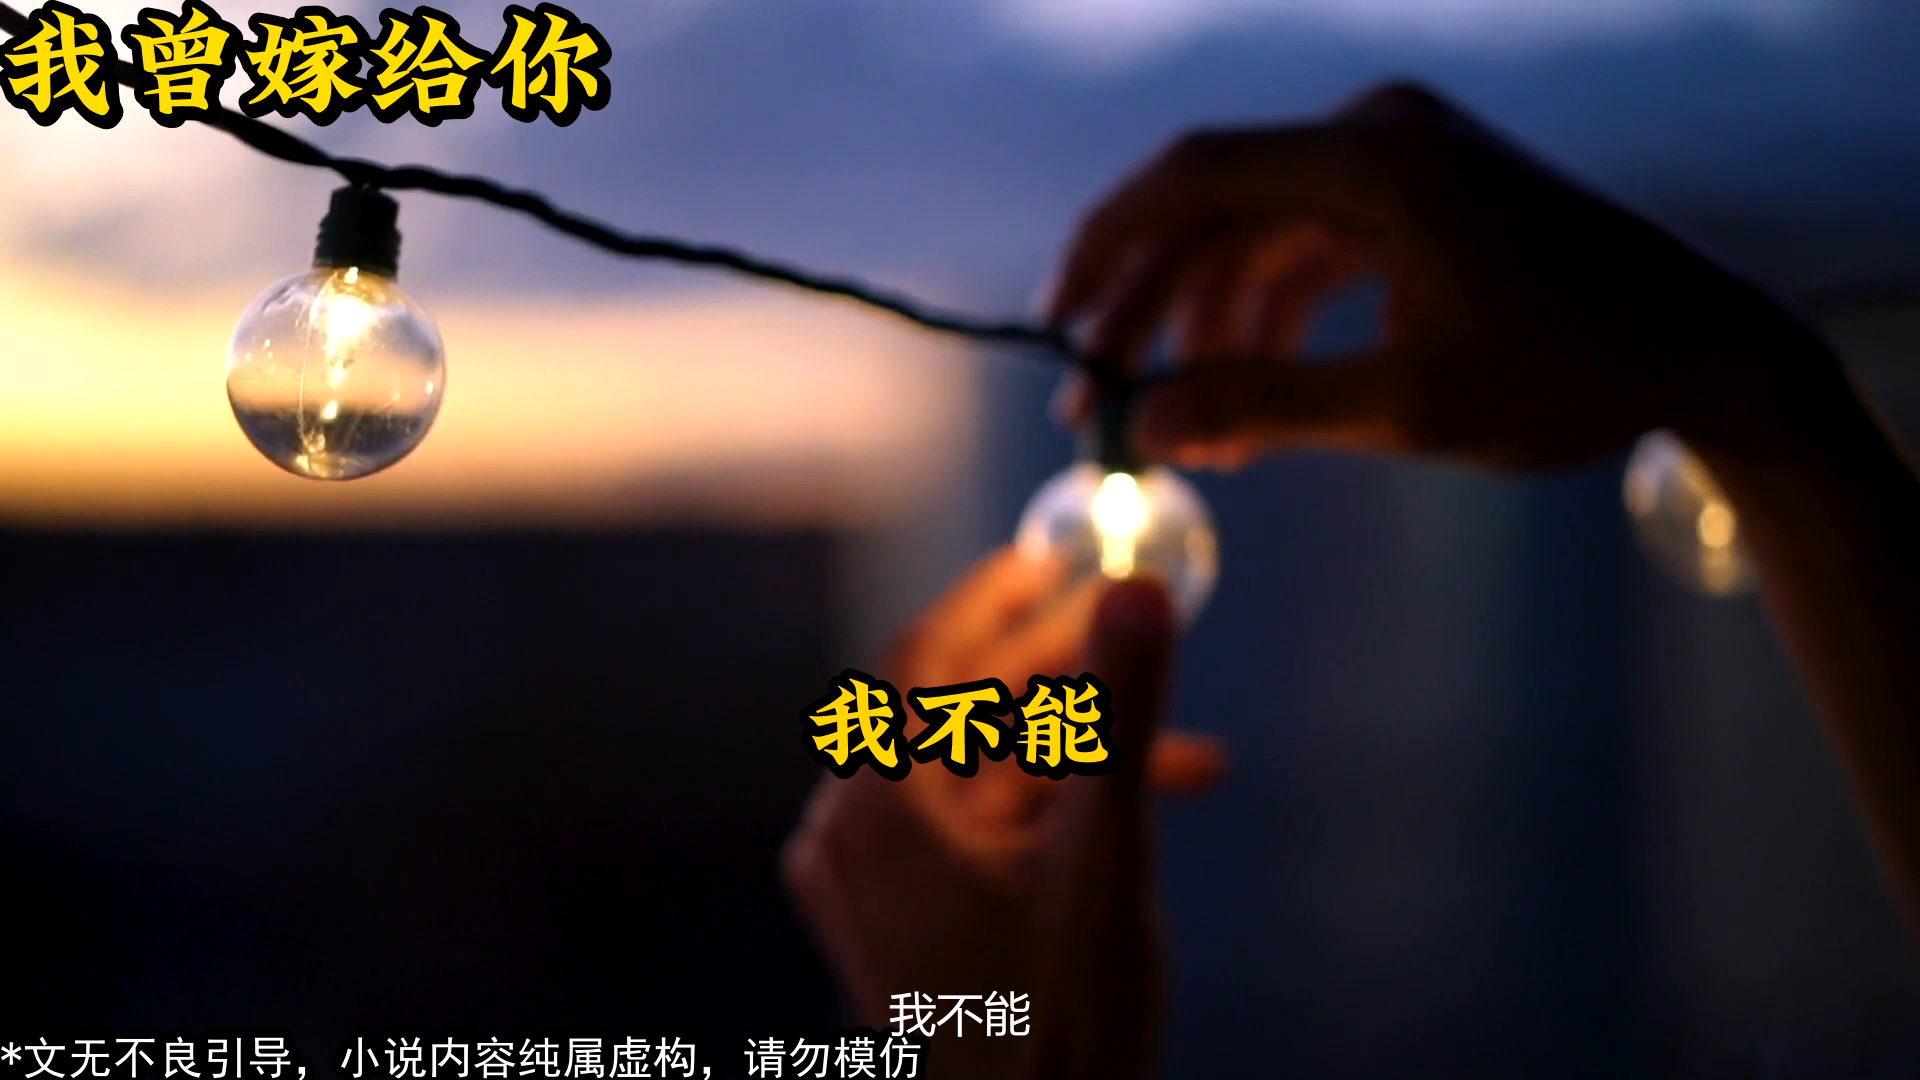 我曾嫁给你
我不能
我不能
*文无不良引导，小说内容纯属虚构，请勿模仿